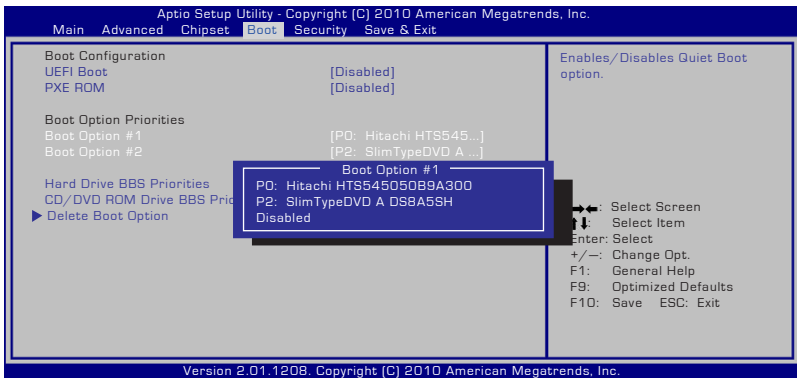 Aptio Setup Utility - Copyright (C) 2010 American Megatrends, Inc.
Main Advanced Chipset Boot Security Save & Exit
Boot Configuration
UEFI Boot [Disabled]
PXE ROM [Disabled]
Boot Option Priorities
Boot Option #1 [P0: Hitachi HTS545...]
Boot Option #2 [P2: SlimTypeDVD A ...]
Hard Drive BBS Priorities
CD/DVD ROM Drive BBS Prio
Delete Boot Option
Boot Option #1
P0: Hitachi HTS545050B9A300
P2: SlimTypeDVD A DS8A5SH
Disabled
Enables/Disables Quiet Boot
option.
→←: Select Screen
↑↓: Select Item
Enter: Select
+/—: Change Opt.
F1: General Help
F9: Optimized Defaults
F10: Save ESC: Exit
Version 2.01.1208. Copyright (C) 2010 American Megatrends, Inc.